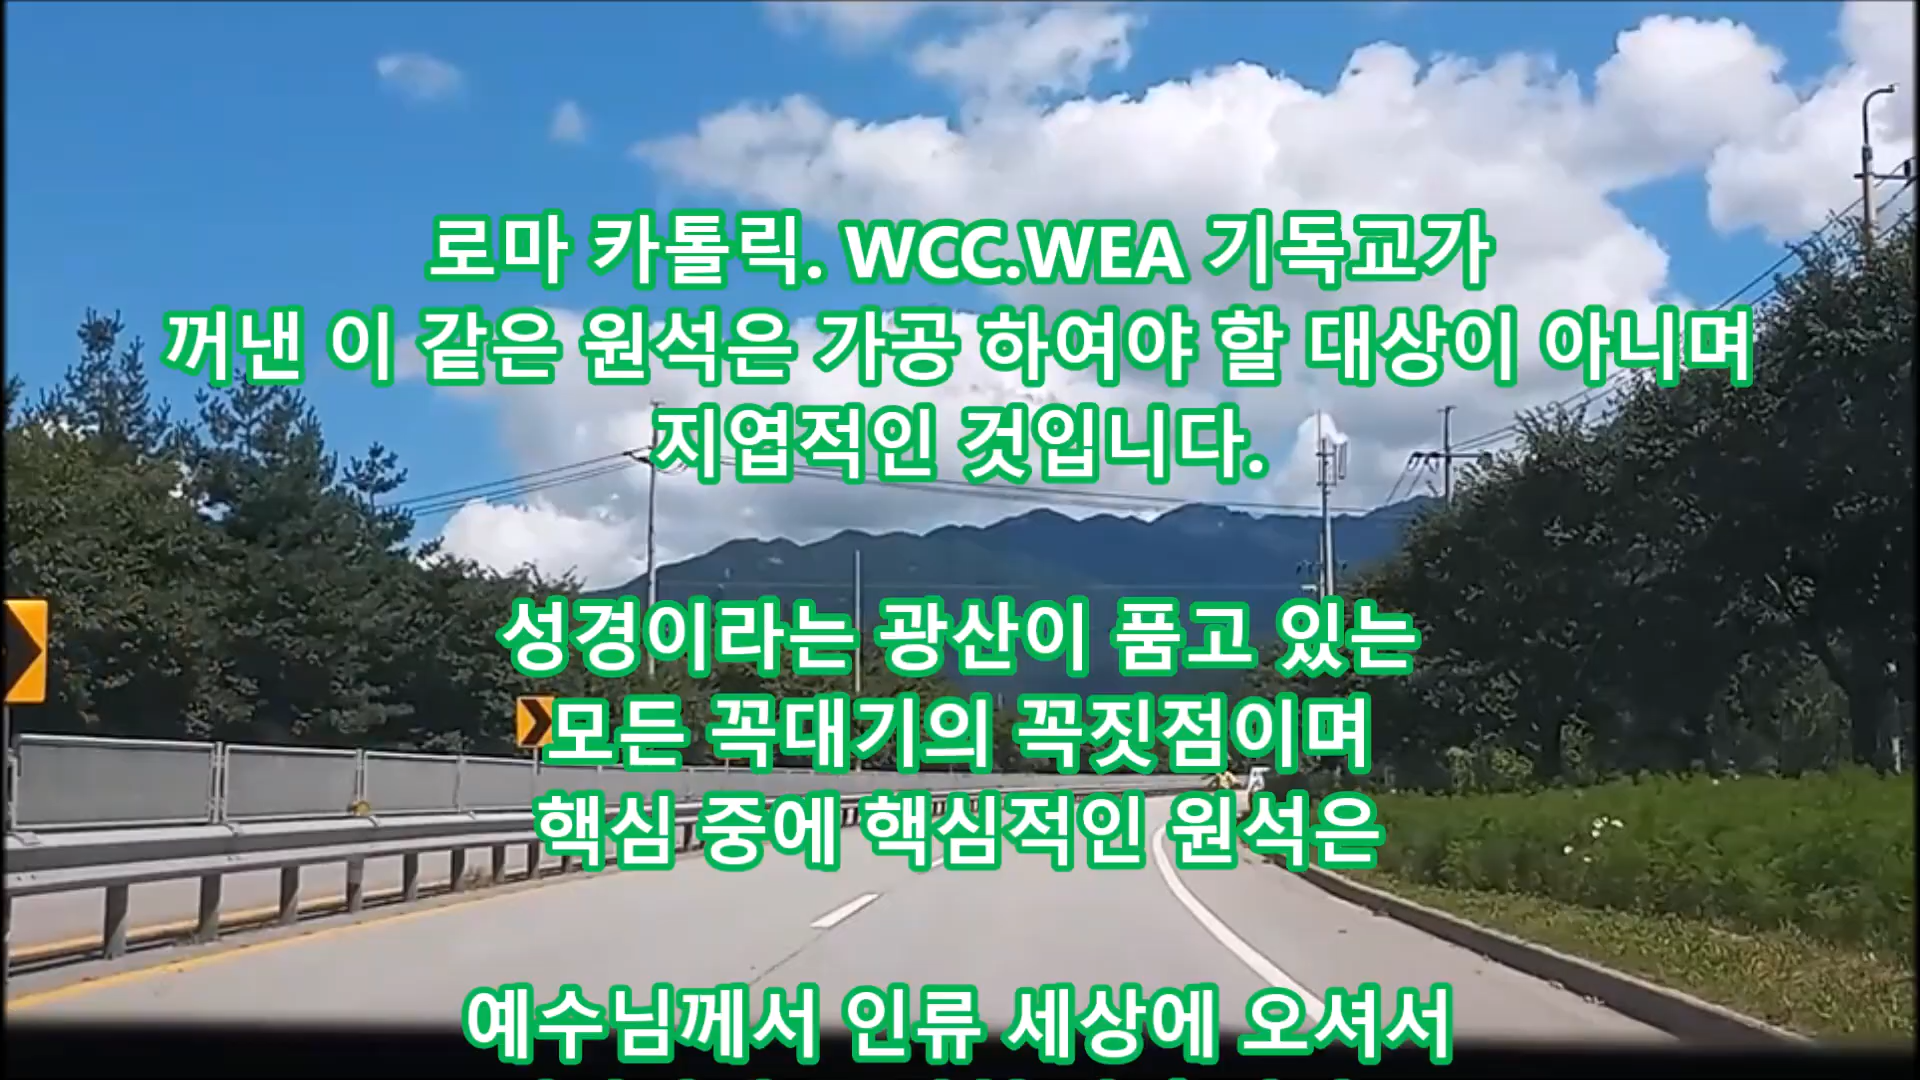 로마 카톨릭. WCC.WEA 기독교가
꺼낸 이 같은 원석은 가공 하여야 할 대상이 아니며
지엽적인 것입니다.
성경이라는 광산이 품고 있는
모든 꼭대기의 꼭짓점이며
핵심 중에 핵심적인 원석은
예수님께서 인류 세상에 오셔서